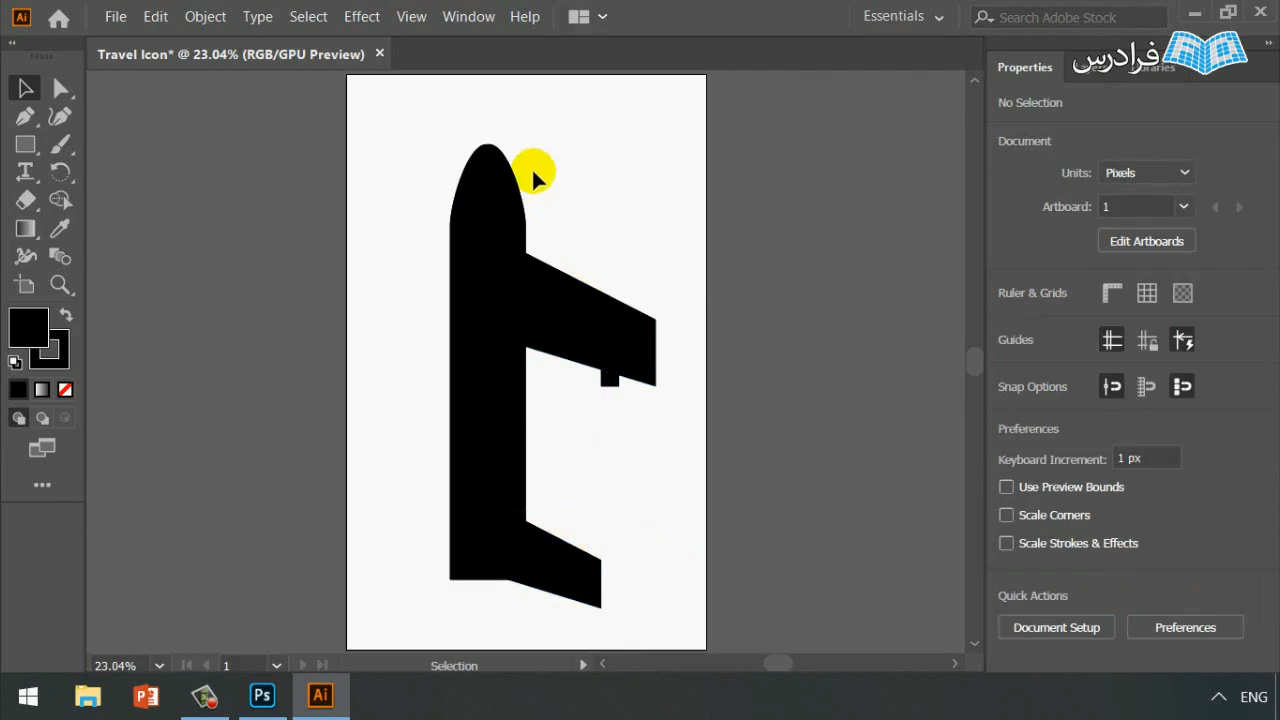 Ai File Edit Object Type Select Effect View Window Help Essentials Search Adobe Stock
Travel Icon* @ 23.04% (RGB/GPU Preview) ×
فرادرس
Properties
No Selection
Document
Units: Pixels
Artboard: 1
Edit Artboards
Ruler & Grids
Guides
Snap Options
Preferences
Keyboard Increment: 1 px
Use Preview Bounds
Scale Corners
Scale Strokes & Effects
Quick Actions
Document Setup Preferences
23.04% 1 Selection
Ps Ai ENG